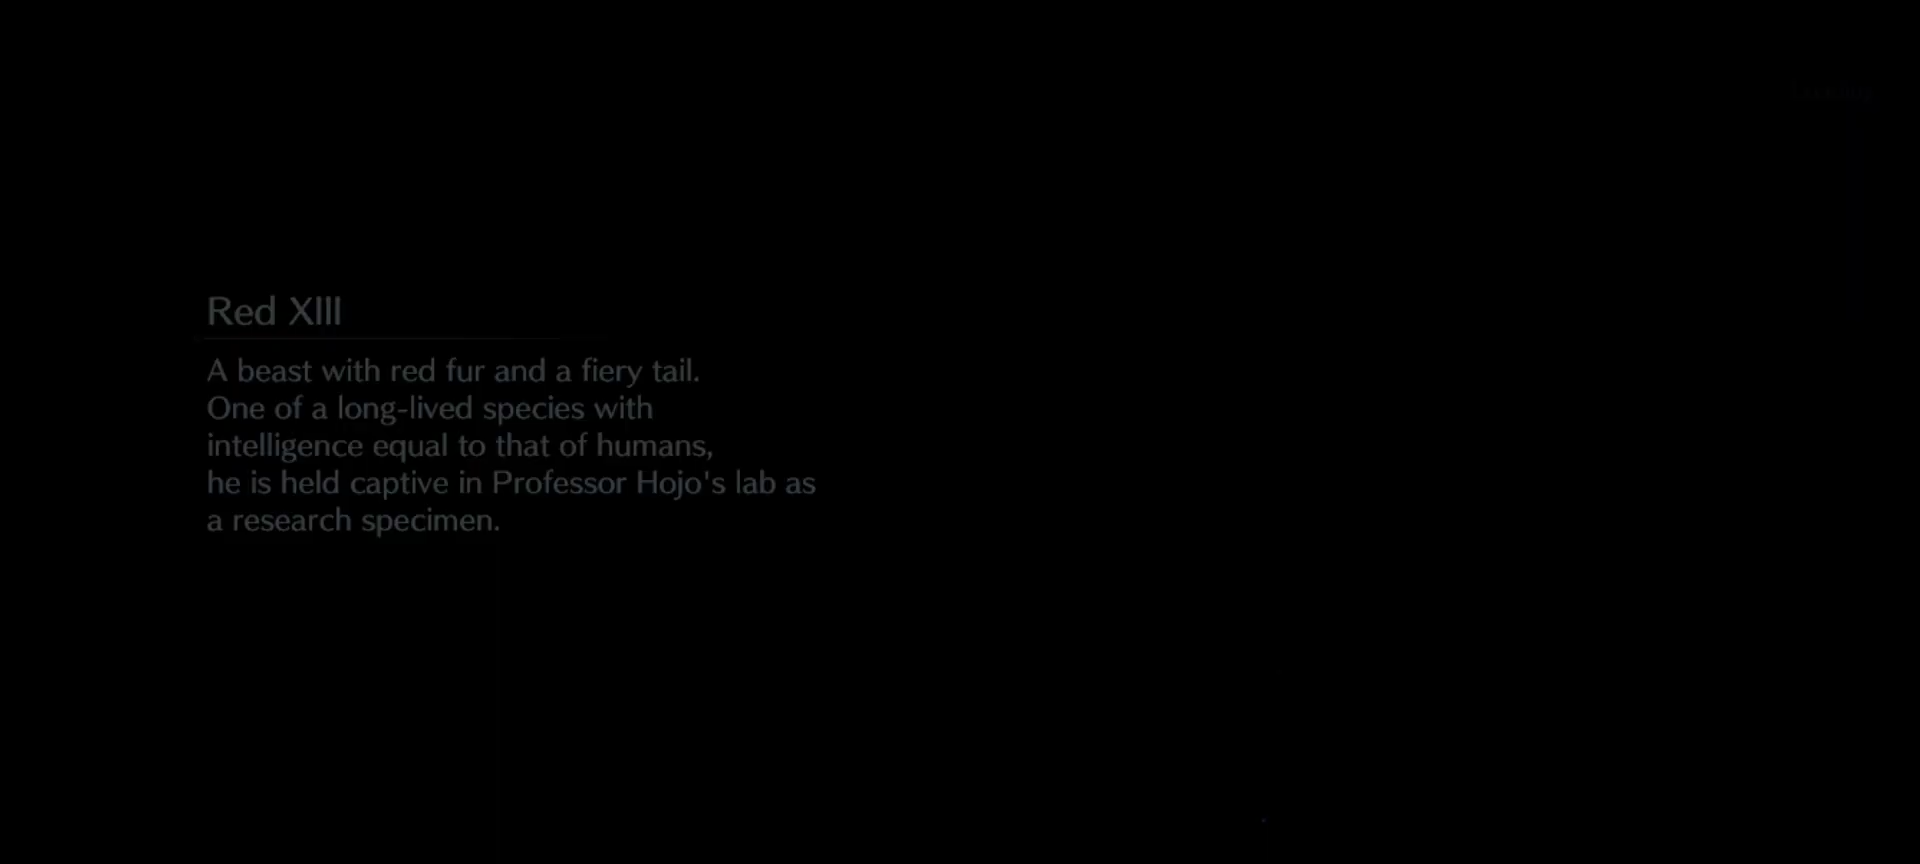 Red XIII
A beast with red fur and a fiery tail.
One of a long-lived species with
intelligence equal to that of humans,
he is held captive in Professor Hojo's lab as
a research specimen.